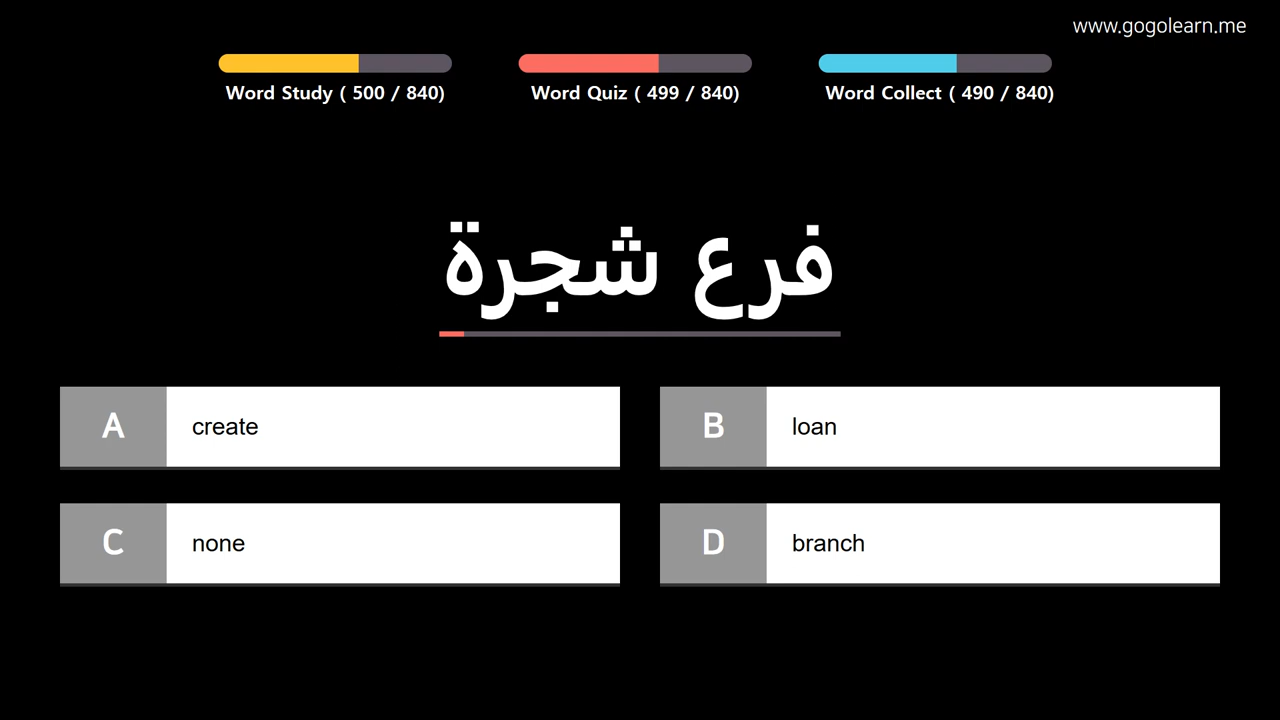 www.gogolearn.me
Word Study ( 500 / 840)
Word Quiz ( 499 / 840)
Word Collect ( 490 / 840)
فرع شجرة
A create
B loan
C none
D branch